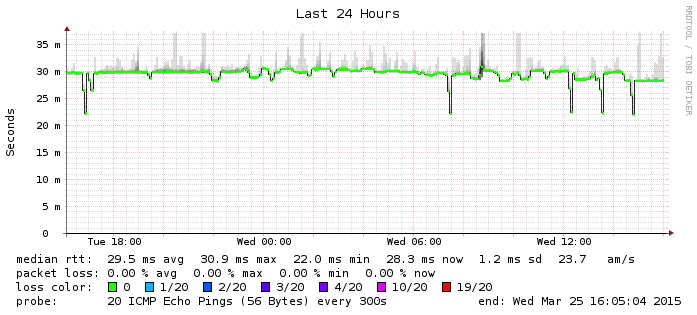 Last 24 Hours
RRDTOOL / TOBI OETIKER
Seconds
35 m
30 m
25 m
20 m
15 m
10 m
5 m
0
Tue 18:00 Wed 00:00 Wed 06:00 Wed 12:00
median rtt: 29.5 ms avg 30.9 ms max 22.0 ms min 28.3 ms now 1.2 ms sd 23.7 am/s
packet loss: 0.00 % avg 0.00 % max 0.00 % min 0.00 % now
loss color: 0 1/20 2/20 3/20 4/20 10/20 19/20
probe: 20 ICMP Echo Pings (56 Bytes) every 300s end: Wed Mar 25 16:05:04 2015